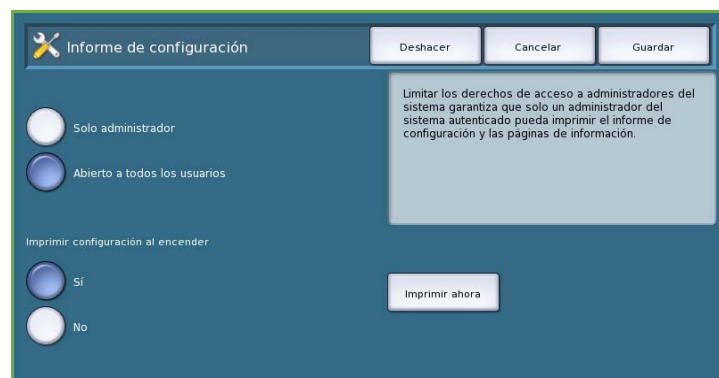 Informe de configuración
Deshacer
Cancelar
Guardar
Solo administrador
Abierto a todos los usuarios
Limitar los derechos de acceso a administradores del
sistema garantiza que solo un administrador del
sistema autenticado pueda imprimir el informe de
configuración y las páginas de información.
Imprimir configuración al encender
Sí
No
Imprimir ahora